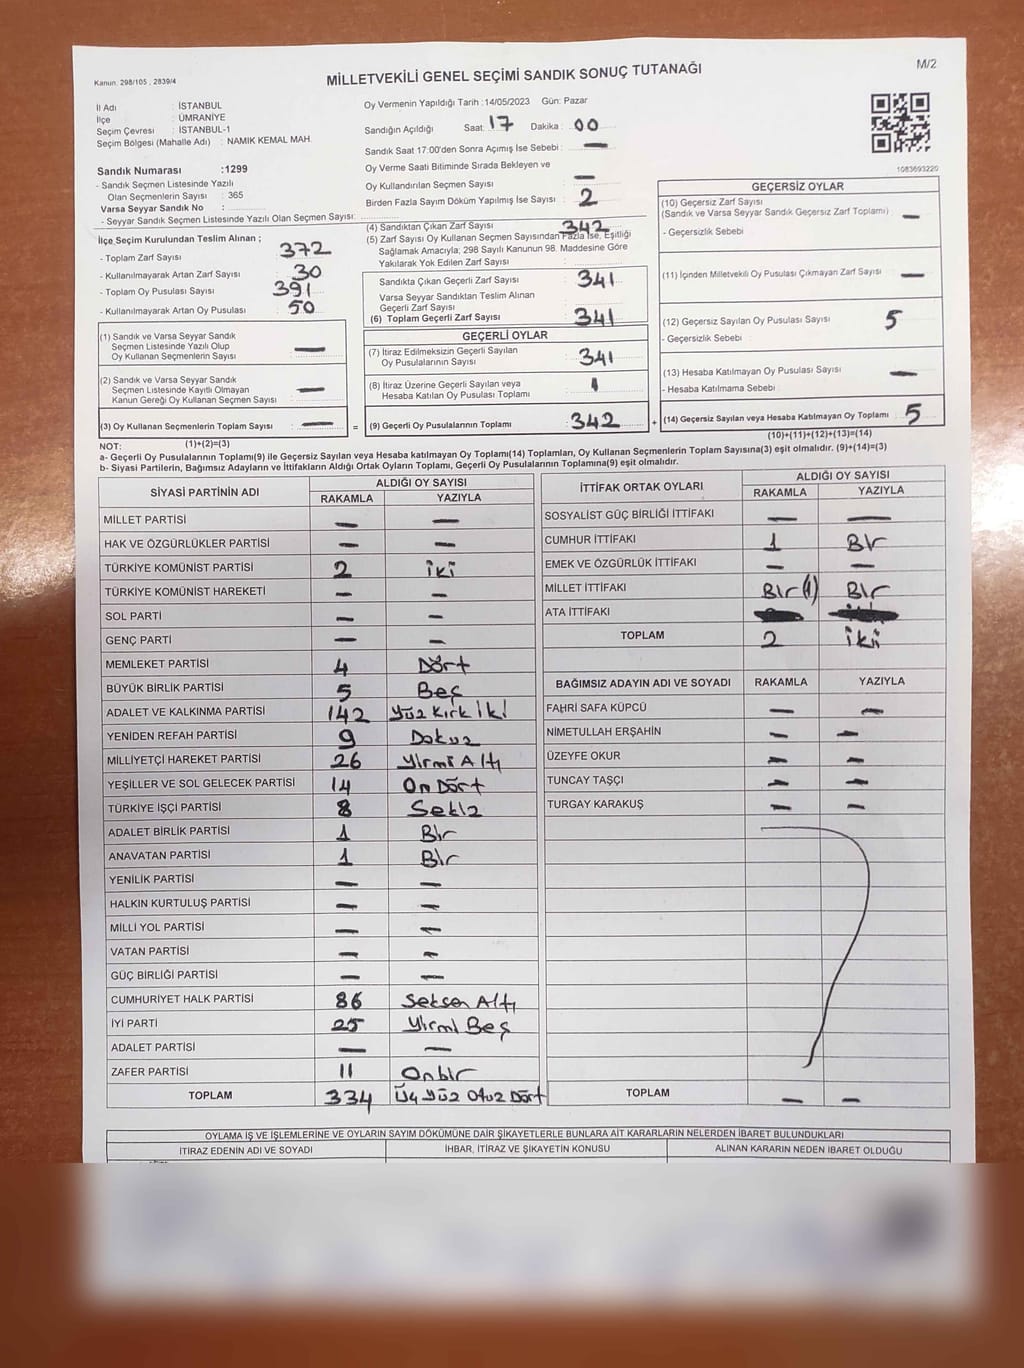 Kanun. 298/105 , 2839/4
MİLLETVEKİLİ GENEL SEÇİMİ SANDIK SONUÇ TUTANAĞI
M/2
İl Adı : İSTANBUL
İlçe : ÜMRANİYE
Seçim Çevresi : İSTANBUL-1
Seçim Bölgesi (Mahalle Adı) : NAMIK KEMAL MAH.
Sandık Numarası :1299
- Sandık Seçmen Listesinde Yazılı
Olan Seçmenlerin Sayısı : 365
Varsa Seyyar Sandık No :
- Seyyar Sandık Seçmen Listesinde Yazılı Olan Seçmen Sayısı:
Oy Vermenin Yapıldığı Tarih :14/05/2023 Gün: Pazar
Sandığın Açıldığı Saat: 17 Dakika : 00
Sandık Saat 17:00'den Sonra Açımış İse Sebebi : —
Oy Verme Saati Bitiminde Sırada Bekleyen ve
Oy Kullandırılan Seçmen Sayısı —
Birden Fazla Sayım Döküm Yapılmış İse Sayısı : 2
1083693220
İlçe Seçim Kurulundan Teslim Alınan ;
- Toplam Zarf Sayısı : 372
- Kullanılmayarak Artan Zarf Sayısı : 30
- Toplam Oy Pusulası Sayısı : 391
- Kullanılmayarak Artan Oy Pusulası : 50
(1) Sandık ve Varsa Seyyar Sandık
Seçmen Listesinde Yazılı Olup
Oy Kullanan Seçmenlerin Sayısı : —
(2) Sandık ve Varsa Seyyar Sandık
Seçmen Listesinde Kayıtlı Olmayan
Kanun Gereği Oy Kullanan Seçmen Sayısı : —
(3) Oy Kullanan Seçmenlerin Toplam Sayısı : — =
(4) Sandıktan Çıkan Zarf Sayısı : 342
(5) Zarf Sayısı Oy Kullanan Seçmen Sayısından Fazla İse, Eşitliği
Sağlamak Amacıyla; 298 Sayılı Kanunun 98. Maddesine Göre
Yakılarak Yok Edilen Zarf Sayısı :
Sandıkta Çıkan Geçerli Zarf Sayısı : 341
Varsa Seyyar Sandıktan Teslim Alınan
Geçerli Zarf Sayısı :
(6) Toplam Geçerli Zarf Sayısı : 341
GEÇERLİ OYLAR
(7) İtiraz Edilmeksizin Geçerli Sayılan
Oy Pusulalarının Sayısı : 341
(8) İtiraz Üzerine Geçerli Sayılan veya
Hesaba Katılan Oy Pusulası Toplamı : 1
(9) Geçerli Oy Pusulalarının Toplamı : 342 +
GEÇERSİZ OYLAR
(10) Geçersiz Zarf Sayısı
(Sandık ve Varsa Seyyar Sandık Geçersiz Zarf Toplamı) : —
- Geçersizlik Sebebi :
(11) İçinden Milletvekili Oy Pusulası Çıkmayan Zarf Sayısı : —
(12) Geçersiz Sayılan Oy Pusulası Sayısı : 5
- Geçersizlik Sebebi :
(13) Hesaba Katılmayan Oy Pusulası Sayısı : —
- Hesaba Katılmama Sebebi :
(14) Geçersiz Sayılan veya Hesaba Katılmayan Oy Toplamı : 5
NOT: (1)+(2)=(3)
(10)+(11)+(12)+(13)=(14)
a- Geçerli Oy Pusulalarının Toplamı(9) ile Geçersiz Sayılan veya Hesaba katılmayan Oy Toplamı(14) Toplamları, Oy Kullanan Seçmenlerin Toplam Sayısına(3) eşit olmalıdır. (9)+(14)=(3)
b- Siyasi Partilerin, Bağımsız Adayların ve İttifakların Aldığı Ortak Oyların Toplamı, Geçerli Oy Pusulalarının Toplamına(9) eşit olmalıdır.
SİYASİ PARTİNİN ADI ALDIĞI OY SAYISI
RAKAMLA YAZIYLA
MİLLET PARTİSİ — —
HAK VE ÖZGÜRLÜKLER PARTİSİ — —
TÜRKİYE KOMÜNİST PARTİSİ 2 iki
TÜRKİYE KOMÜNİST HAREKETİ — —
SOL PARTİ — —
GENÇ PARTİ — —
MEMLEKET PARTİSİ 4 Dört
BÜYÜK BİRLİK PARTİSİ 5 Beş
ADALET VE KALKINMA PARTİSİ 142 Yüz Kırk iki
YENİDEN REFAH PARTİSİ 9 Dokuz
MİLLİYETÇİ HAREKET PARTİSİ 26 Yirmi Altı
YEŞİLLER VE SOL GELECEK PARTİSİ 14 On Dört
TÜRKİYE İŞÇİ PARTİSİ 8 Sekiz
ADALET BİRLİK PARTİSİ 1 Bir
ANAVATAN PARTİSİ 1 Bir
YENİLİK PARTİSİ — —
HALKIN KURTULUŞ PARTİSİ — —
MİLLİ YOL PARTİSİ — —
VATAN PARTİSİ — —
GÜÇ BİRLİĞİ PARTİSİ — —
CUMHURİYET HALK PARTİSİ 86 Seksen Altı
İYİ PARTİ 25 Yirmi Beş
ADALET PARTİSİ — —
ZAFER PARTİSİ 11 Onbir
TOPLAM 334 Üç Yüz Otuz Dört
İTTİFAK ORTAK OYLARI ALDIĞI OY SAYISI
RAKAMLA YAZIYLA
SOSYALİST GÜÇ BİRLİĞİ İTTİFAKI — —
CUMHUR İTTİFAKI 1 Bir
EMEK VE ÖZGÜRLÜK İTTİFAKI — —
MİLLET İTTİFAKI Bir (1) Bir
ATA İTTİFAKI
TOPLAM 2 iki
BAĞIMSIZ ADAYIN ADI VE SOYADI RAKAMLA YAZIYLA
FAHRİ SAFA KÜPCÜ — —
NİMETULLAH ERŞAHİN — —
ÜZEYFE OKUR — —
TUNCAY TAŞÇI — —
TURGAY KARAKUŞ — —
TOPLAM — —
OYLAMA İŞ VE İŞLEMLERİNE VE OYLARIN SAYIM DÖKÜMÜNE DAİR ŞİKAYETLERLE BUNLARA AİT KARARLARIN NELERDEN İBARET BULUNDUKLARI
İTİRAZ EDENİN ADI VE SOYADI İHBAR, İTİRAZ VE ŞİKAYETİN KONUSU ALINAN KARARIN NEDEN İBARET OLDUĞU